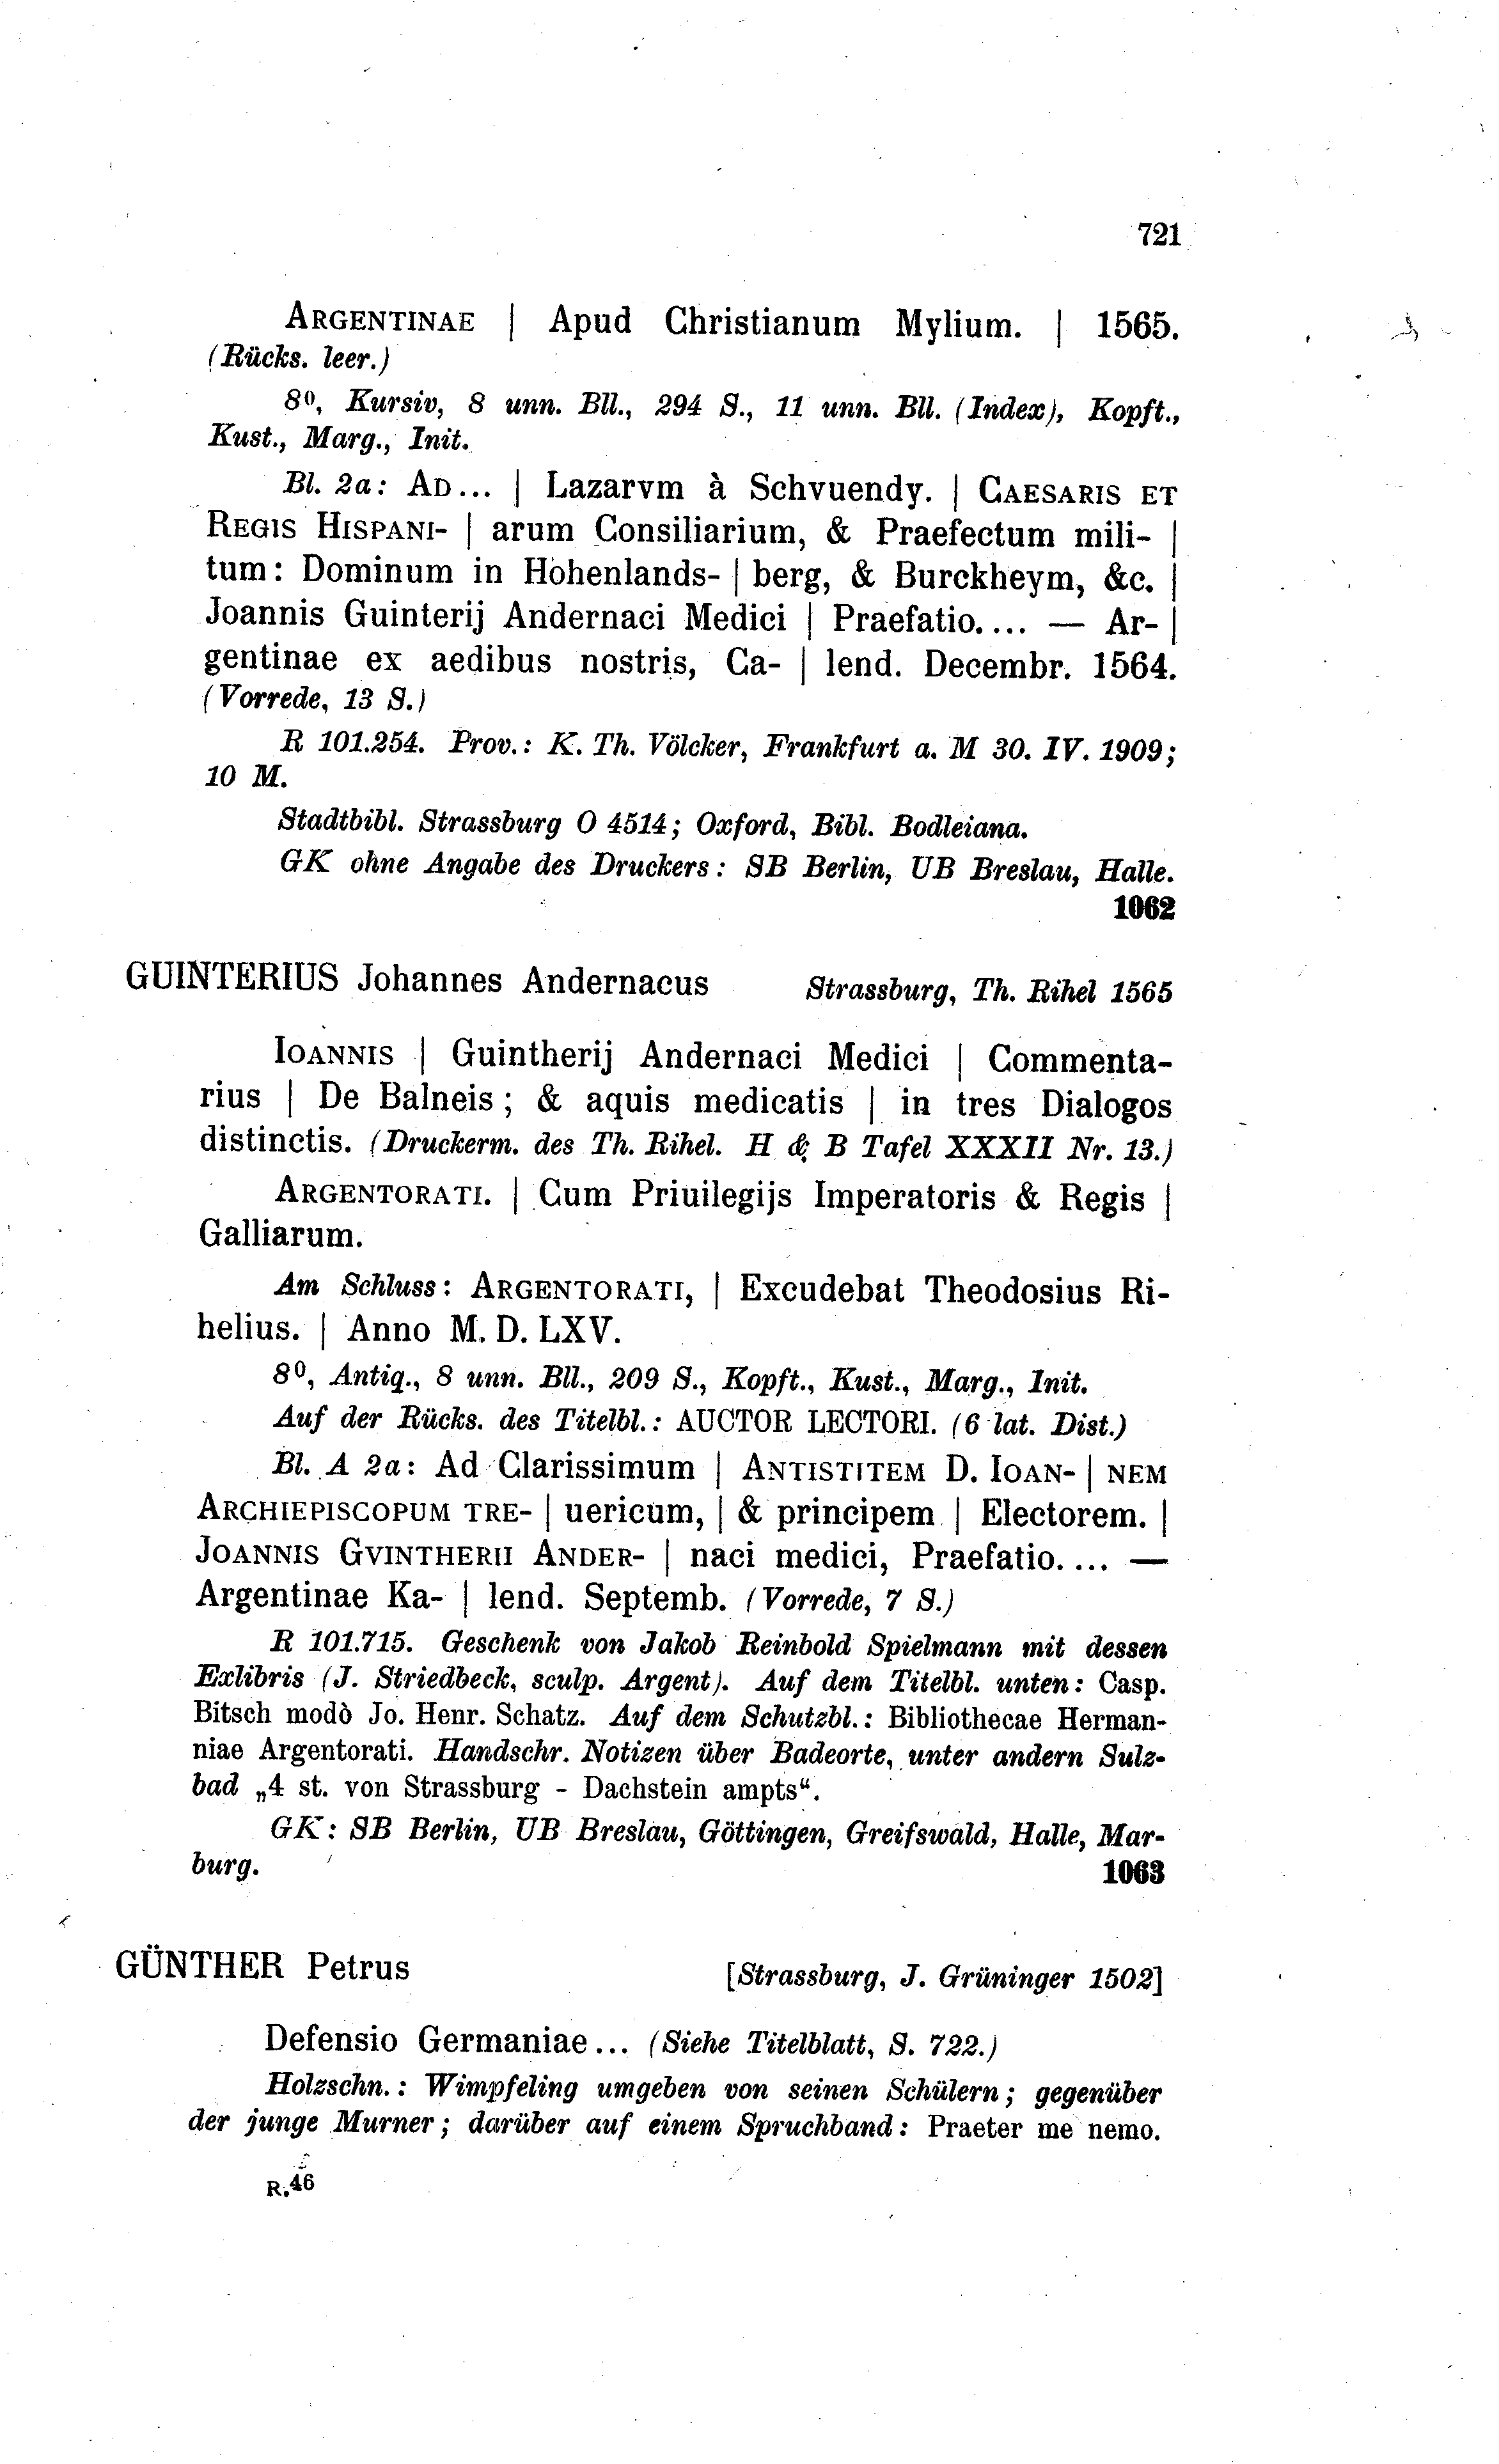 721
ARGENTINAE | Apud Christianum Mylium. | 1565.
(Rücks. leer.)
8⁰, Kursiv, 8 unn. Bll., 294 S., 11 unn. Bll. (Index), Kopft.,
Kust., Marg., Init.
Bl. 2a: AD... | Lazarvm à Schvuendy. | CAESARIS ET
REGIS HISPANI- | arum Consiliarium, & Praefectum mili- |
tum: Dominum in Hohenlands- | berg, & Burckheym, &c. |
Joannis Guinterij Andernaci Medici | Praefatio.... — Ar- |
gentinae ex aedibus nostris, Ca- | lend. Decembr. 1564.
(Vorrede, 13 S.)
R 101.254. Prov.: K. Th. Völcker, Frankfurt a. M 30. IV. 1909;
10 M.
Stadtbibl. Strassburg O 4514; Oxford, Bibl. Bodleiana.
GK ohne Angabe des Druckers: SB Berlin, UB Breslau, Halle.
1062
GUINTERIUS Johannes Andernacus Strassburg, Th. Rihel 1565
IOANNIS | Guintherij Andernaci Medici | Commenta-
rius | De Balneis; & aquis medicatis | in tres Dialogos
distinctis. (Druckerm. des Th. Rihel. H & B Tafel XXXII Nr. 13.)
ARGENTORATI. | Cum Priuilegijs Imperatoris & Regis |
Galliarum.
Am Schluss: ARGENTORATI, | Excudebat Theodosius Ri-
helius. | Anno M. D. LXV.
8⁰, Antiq., 8 unn. Bll., 209 S., Kopft., Kust., Marg., Init.
Auf der Rücks. des Titelbl.: AUCTOR LECTORI. (6 lat. Dist.)
Bl. A 2a: Ad Clarissimum | ANTISTITEM D. IOAN- | NEM
ARCHIEPISCOPUM TRE- | uericum, | & principem | Electorem. |
JOANNIS GVINTHERII ANDER- | naci medici, Praefatio. ... —
Argentinae Ka- | lend. Septemb. (Vorrede, 7 S.)
R 101.715. Geschenk von Jakob Reinbold Spielmann mit dessen
Exlibris (J. Striedbeck, sculp. Argent). Auf dem Titelbl. unten: Casp.
Bitsch modò Jo. Henr. Schatz. Auf dem Schutzbl.: Bibliothecae Herman-
niae Argentorati. Handschr. Notizen über Badeorte, unter andern Sulz-
bad „4 st. von Strassburg - Dachstein ampts“.
GK: SB Berlin, UB Breslau, Göttingen, Greifswald, Halle, Mar-
burg. 1063
GÜNTHER Petrus [Strassburg, J. Grüninger 1502]
Defensio Germaniae... (Siehe Titelblatt, S. 722.)
Holzschn.: Wimpfeling umgeben von seinen Schülern; gegenüber
der junge Murner; darüber auf einem Spruchband: Praeter me nemo.
R. 46